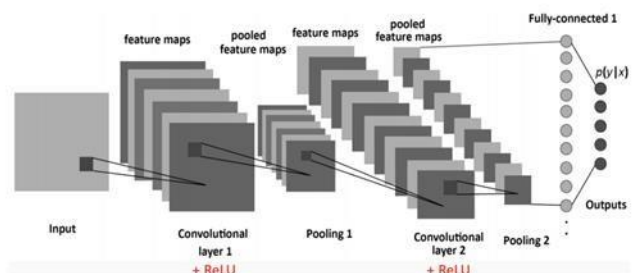 feature maps
pooled
feature maps
feature maps
pooled
feature maps
Fully-connected 1
p(y|x)
Input
Convolutional
layer 1
+ ReLU
Pooling 1
Convolutional
layer 2
+ ReLU
Pooling 2
Outputs